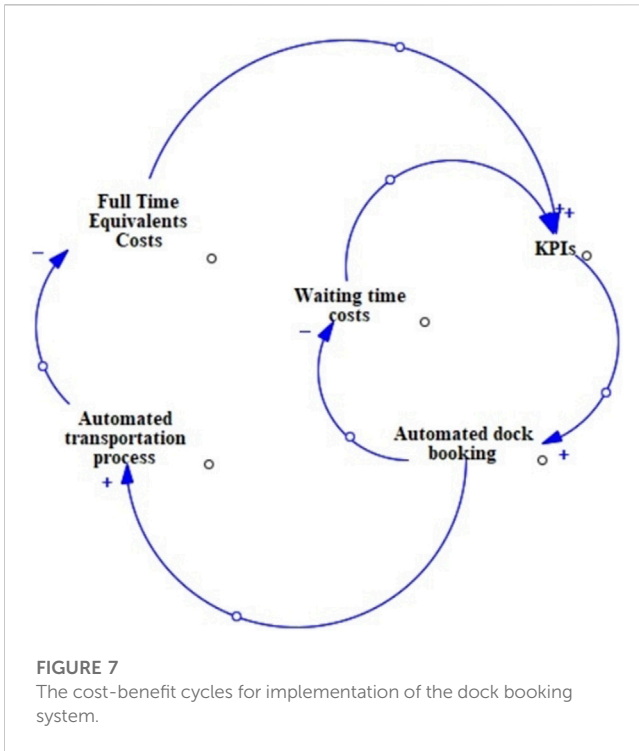 Full Time
Equivalents
Costs
++
KPIs
−
Waiting time
costs
−
Automated
transportation
process
+
Automated dock
booking
+
FIGURE 7
The cost-benefit cycles for implementation of the dock booking
system.